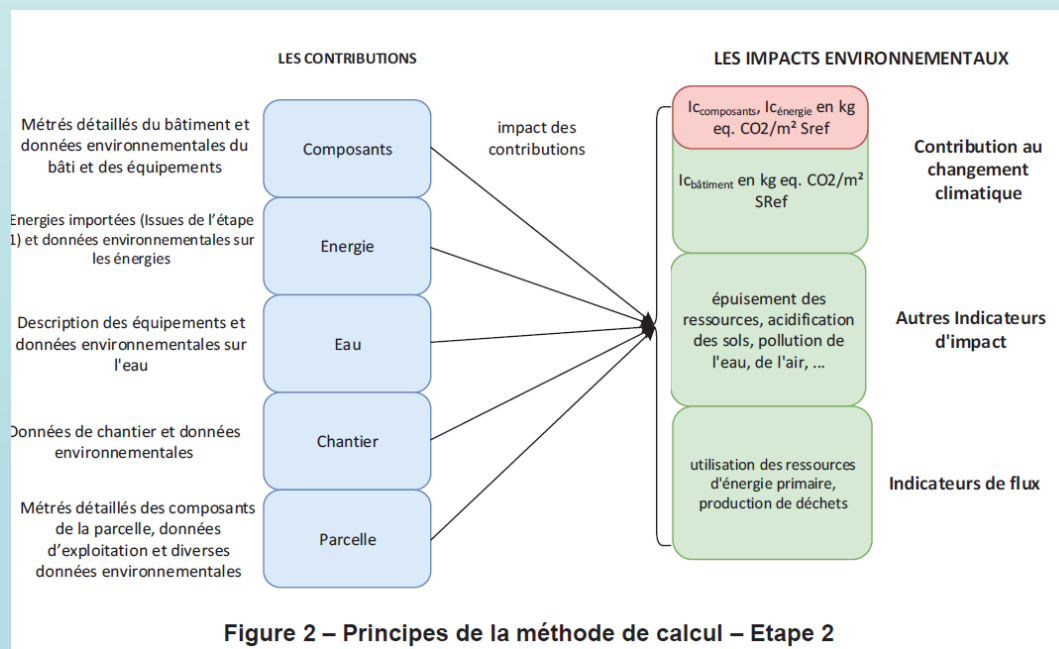 LES CONTRIBUTIONS
LES IMPACTS ENVIRONNEMENTAUX
Métrés détaillés du bâtiment et
données environnementales du
bâti et des équipements
Composants
impact des
contributions
Ic composants, Ic énergie en kg
eq. CO2/m² Sref
Ic bâtiment en kg eq. CO2/m²
SRef
Contribution au
changement
climatique
Energies importées (Issues de l’étape
1) et données environnementales sur
les énergies
Energie
Description des équipements et
données environnementales sur
l'eau
Eau
épuisement des
ressources, acidification
des sols, pollution de
l'eau, de l'air, ...
Autres Indicateurs
d'impact
Données de chantier et données
environnementales
Chantier
utilisation des ressources
d'énergie primaire,
production de déchets
Indicateurs de flux
Métrés détaillés des composants
de la parcelle, données
d’exploitation et diverses
données environnementales
Parcelle
Figure 2 – Principes de la méthode de calcul – Etape 2